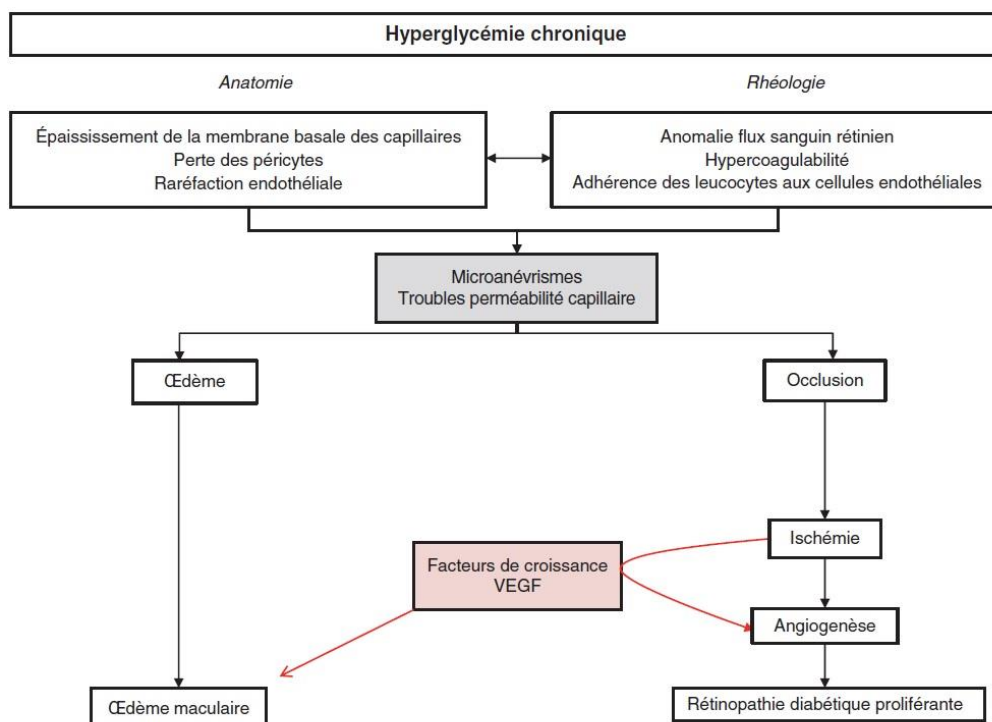 Hyperglycémie chronique
Anatomie
Rhéologie
Épaississement de la membrane basale des capillaires
Perte des péricytes
Raréfaction endothéliale
Anomalie flux sanguin rétinien
Hypercoagulabilité
Adhérence des leucocytes aux cellules endothéliales
Microanévrismes
Troubles perméabilité capillaire
Œdème
Occlusion
Ischémie
Facteurs de croissance
VEGF
Angiogenèse
Œdème maculaire
Rétinopathie diabétique proliférante